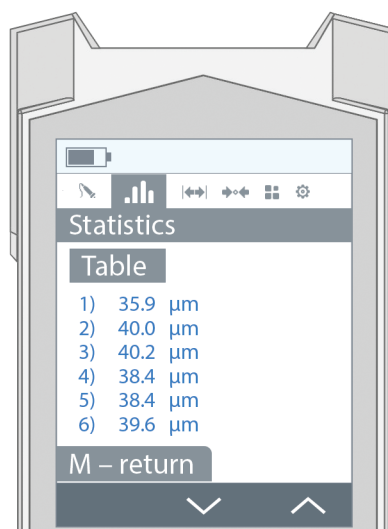 Statistics
Table
1) 35.9 μm
2) 40.0 μm
3) 40.2 μm
4) 38.4 μm
5) 38.4 μm
6) 39.6 μm
M – return